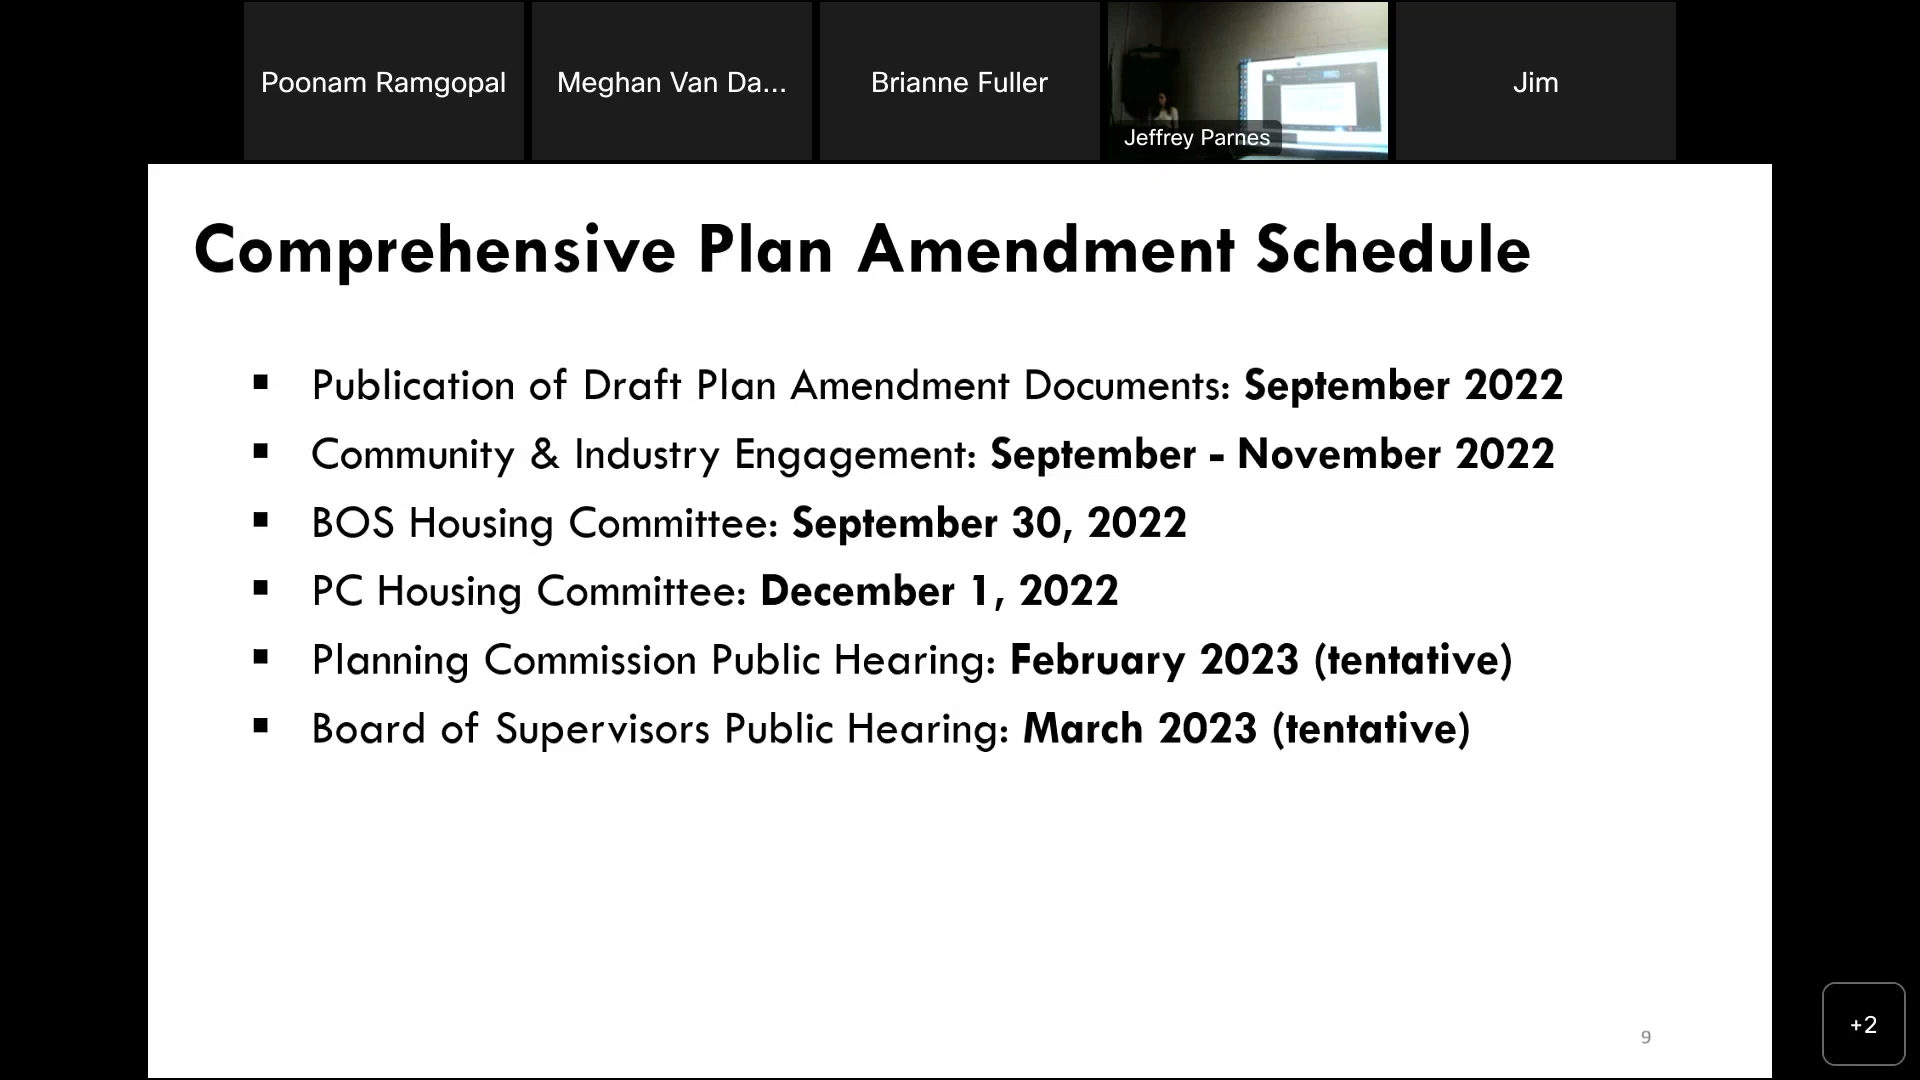 Poonam Ramgopal
Meghan Van Da...
Brianne Fuller
Jeffrey Parnes
Jim
Comprehensive Plan Amendment Schedule
▪ Publication of Draft Plan Amendment Documents: September 2022
▪ Community & Industry Engagement: September - November 2022
▪ BOS Housing Committee: September 30, 2022
▪ PC Housing Committee: December 1, 2022
▪ Planning Commission Public Hearing: February 2023 (tentative)
▪ Board of Supervisors Public Hearing: March 2023 (tentative)
9
+2